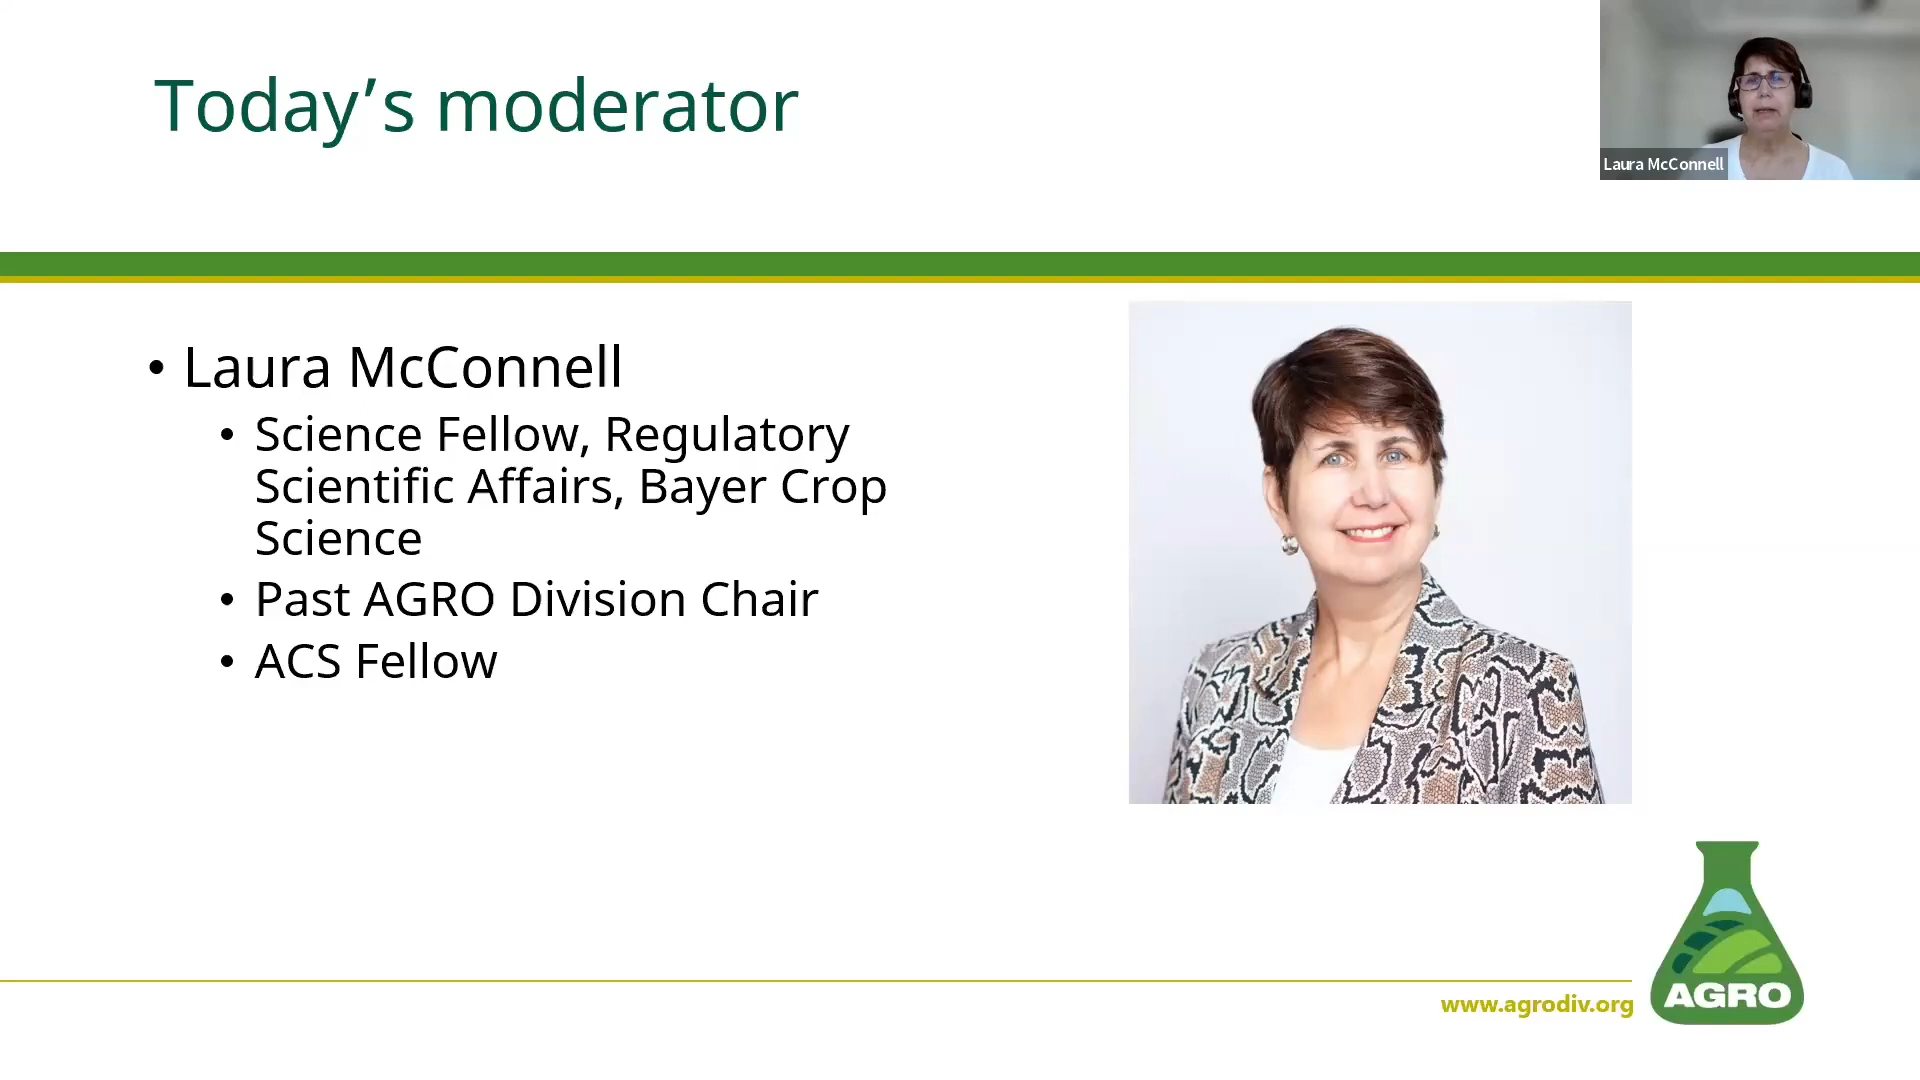 Today’s moderator
Laura McConnell
• Laura McConnell
• Science Fellow, Regulatory
Scientific Affairs, Bayer Crop
Science
• Past AGRO Division Chair
• ACS Fellow
www.agrodiv.org
AGRO